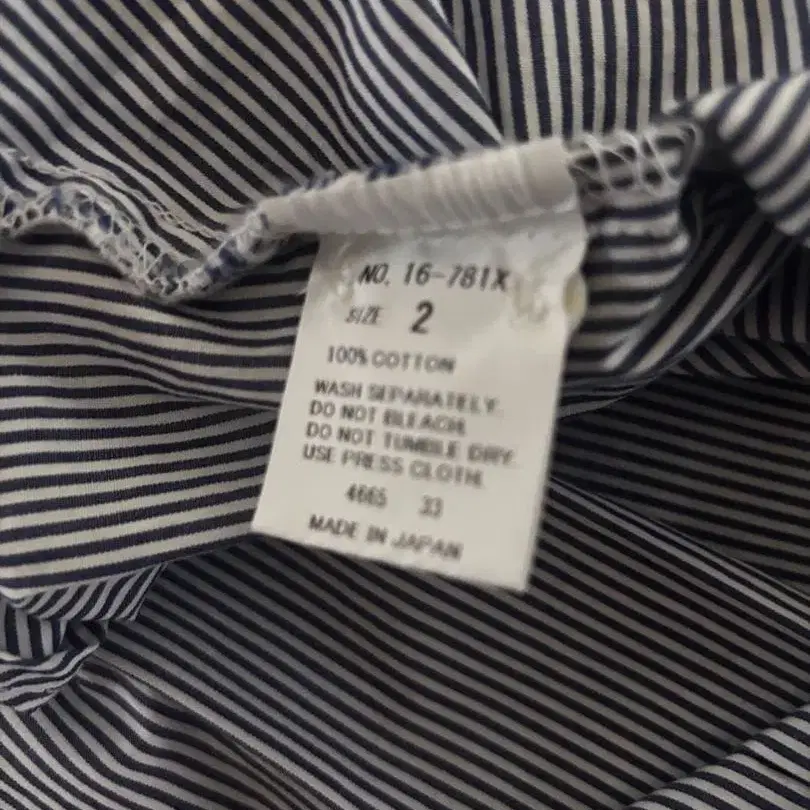 NO. 16-781X
SIZE 2
100% COTTON
WASH SEPARATELY.
DO NOT BLEACH.
DO NOT TUMBLE DRY.
USE PRESS CLOTH.
4665 33
MADE IN JAPAN